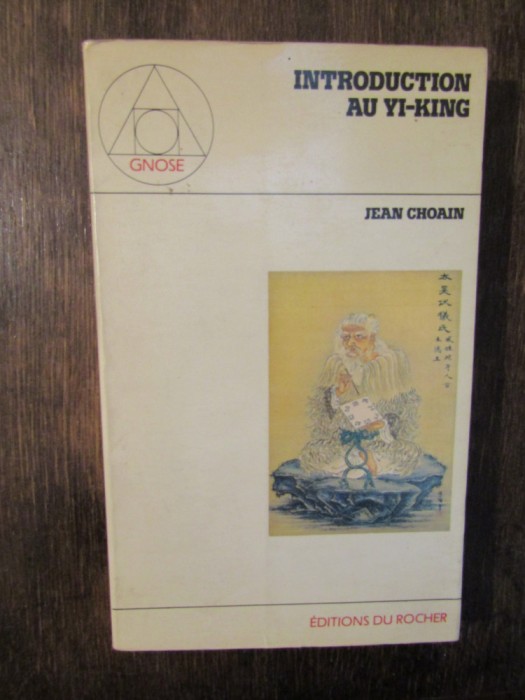 INTRODUCTION
AU YI-KING
GNOSE
JEAN CHOAIN
ÉDITIONS DU ROCHER